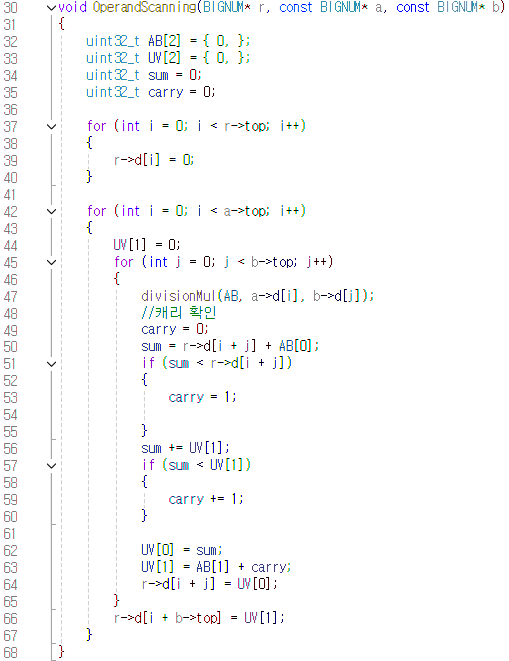 30 void OperandScanning(BIGNUM* r, const BIGNUM* a, const BIGNUM* b)
31 {
32 uint32_t AB[2] = { 0, };
33 uint32_t UV[2] = { 0, };
34 uint32_t sum = 0;
35 uint32_t carry = 0;
36
37 for (int i = 0; i < r->top; i++)
38 {
39 r->d[i] = 0;
40 }
41
42 for (int i = 0; i < a->top; i++)
43 {
44 UV[1] = 0;
45 for (int j = 0; j < b->top; j++)
46 {
47 divisionMul(AB, a->d[i], b->d[j]);
48 //캐리 확인
49 carry = 0;
50 sum = r->d[i + j] + AB[0];
51 if (sum < r->d[i + j])
52 {
53 carry = 1;
54
55 }
56 sum += UV[1];
57 if (sum < UV[1])
58 {
59 carry += 1;
60 }
61
62 UV[0] = sum;
63 UV[1] = AB[1] + carry;
64 r->d[i + j] = UV[0];
65 }
66 r->d[i + b->top] = UV[1];
67 }
68 }